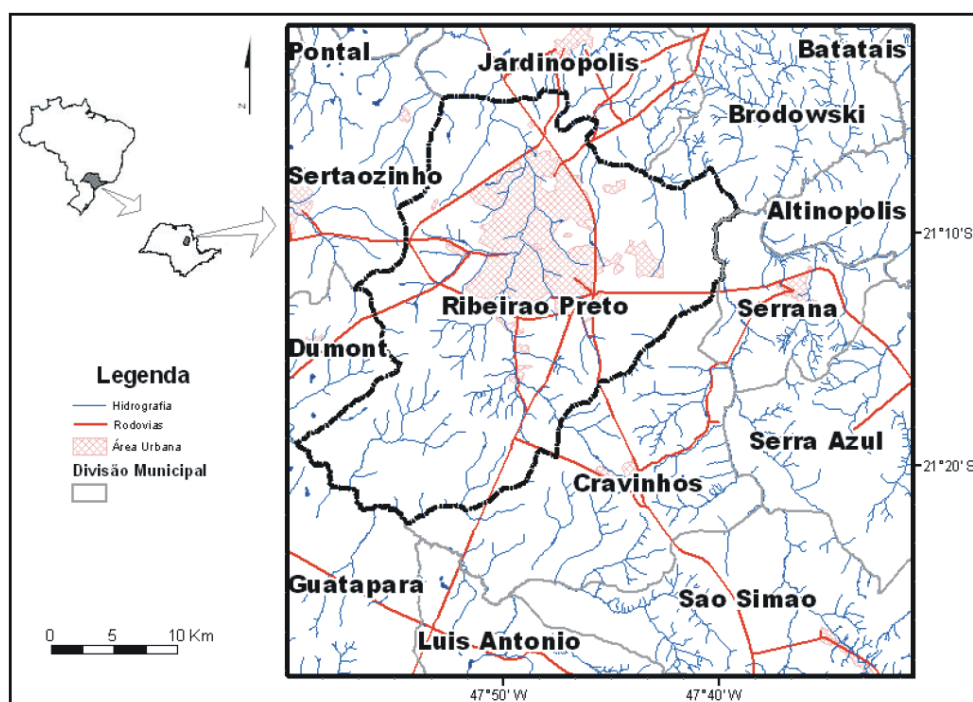 Pontal
Jardinopolis
Batatais
Brodowski
Sertaozinho
Altinopolis
21°10'S
Ribeirao Preto
Serrana
Dumont
Serra Azul
21°20'S
Cravinhos
Guatapara
Sao Simao
Luis Antonio
47°50' W
47°40' W
N
Legenda
Hidrografia
Rodovias
Área Urbana
Divisão Municipal
0 5 10 Km